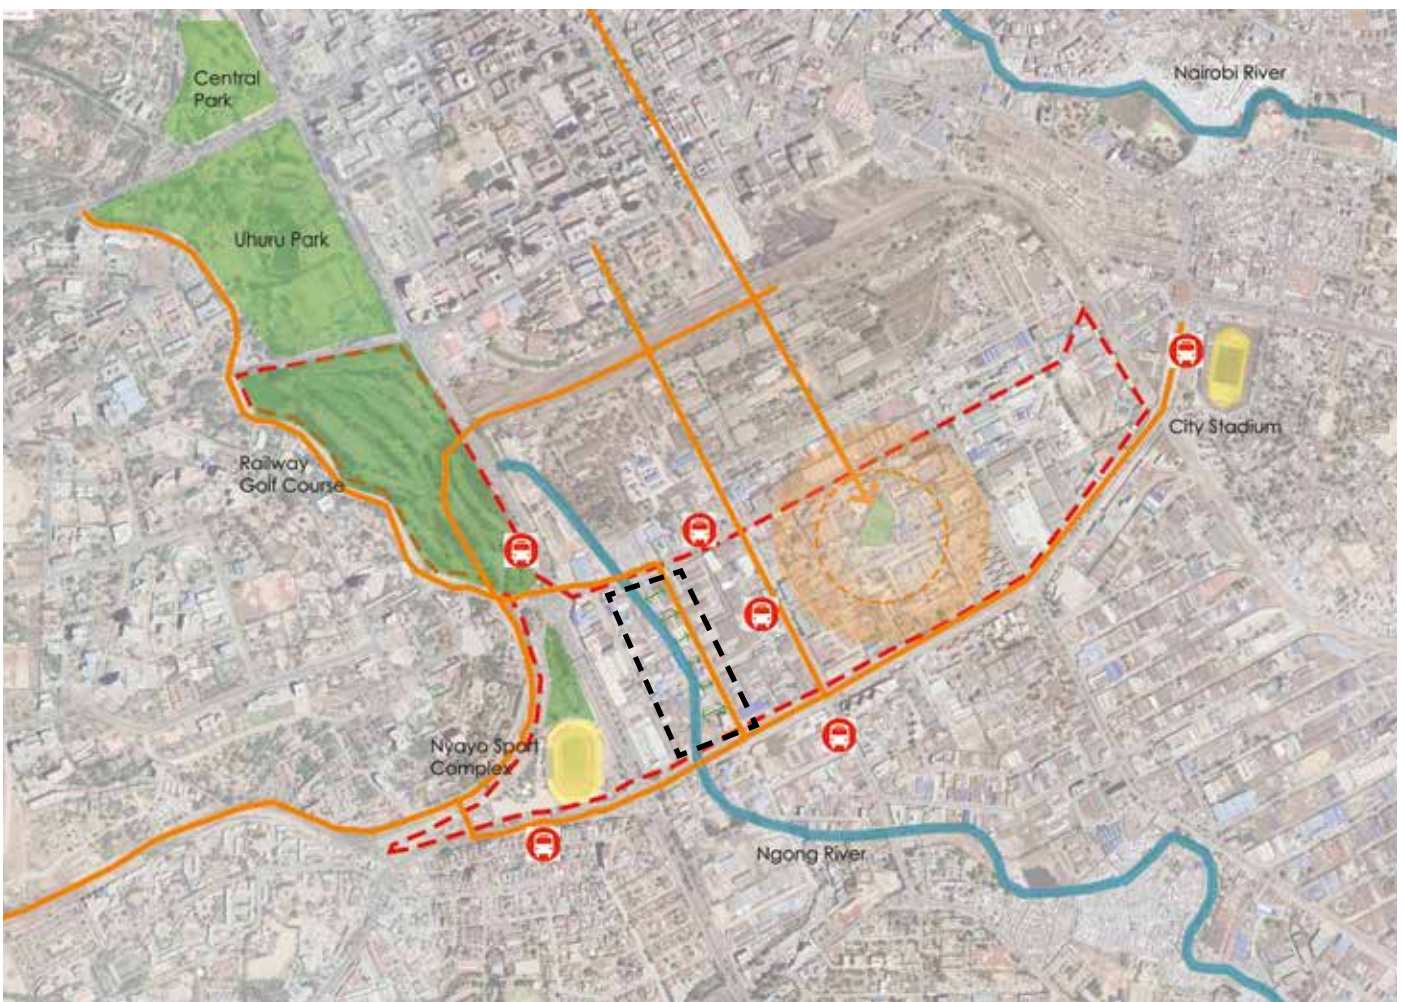 Nairobi River
Central
Park
Uhuru Park
City Stadium
Railway
Golf Course
Nyayo Sport
Complex
Ngong River